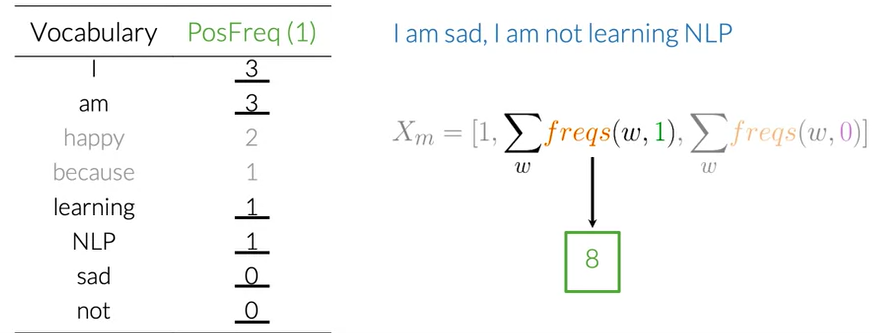 Vocabulary PosFreq (1)
I 3
am 3
happy 2
because 1
learning 1
NLP 1
sad 0
not 0
I am sad, I am not learning NLP
X_m = [1, ∑_w freqs(w, 1), ∑_w freqs(w, 0)]
8